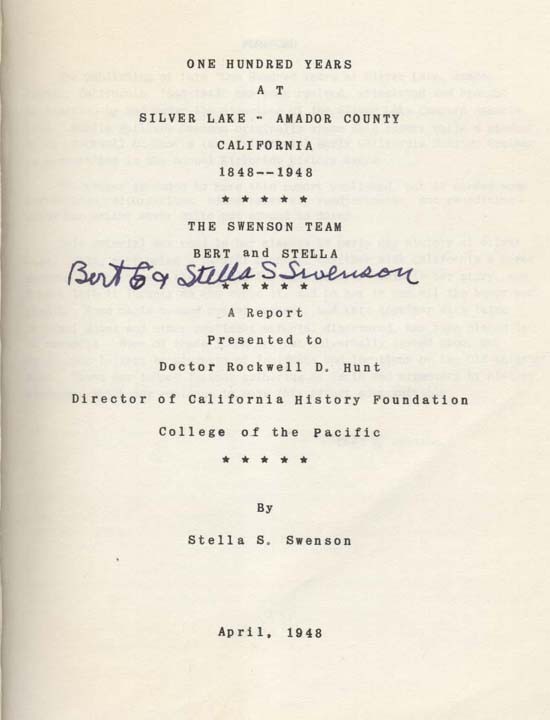 ONE HUNDRED YEARS
A T
SILVER LAKE - AMADOR COUNTY
CALIFORNIA
1848--1948
* * * * *
THE SWENSON TEAM
BERT and STELLA
Bert & Stella S Swenson
* * * * *
A Report
Presented to
Doctor Rockwell D. Hunt
Director of California History Foundation
College of the Pacific
* * * * *
By
Stella S. Swenson
April, 1948